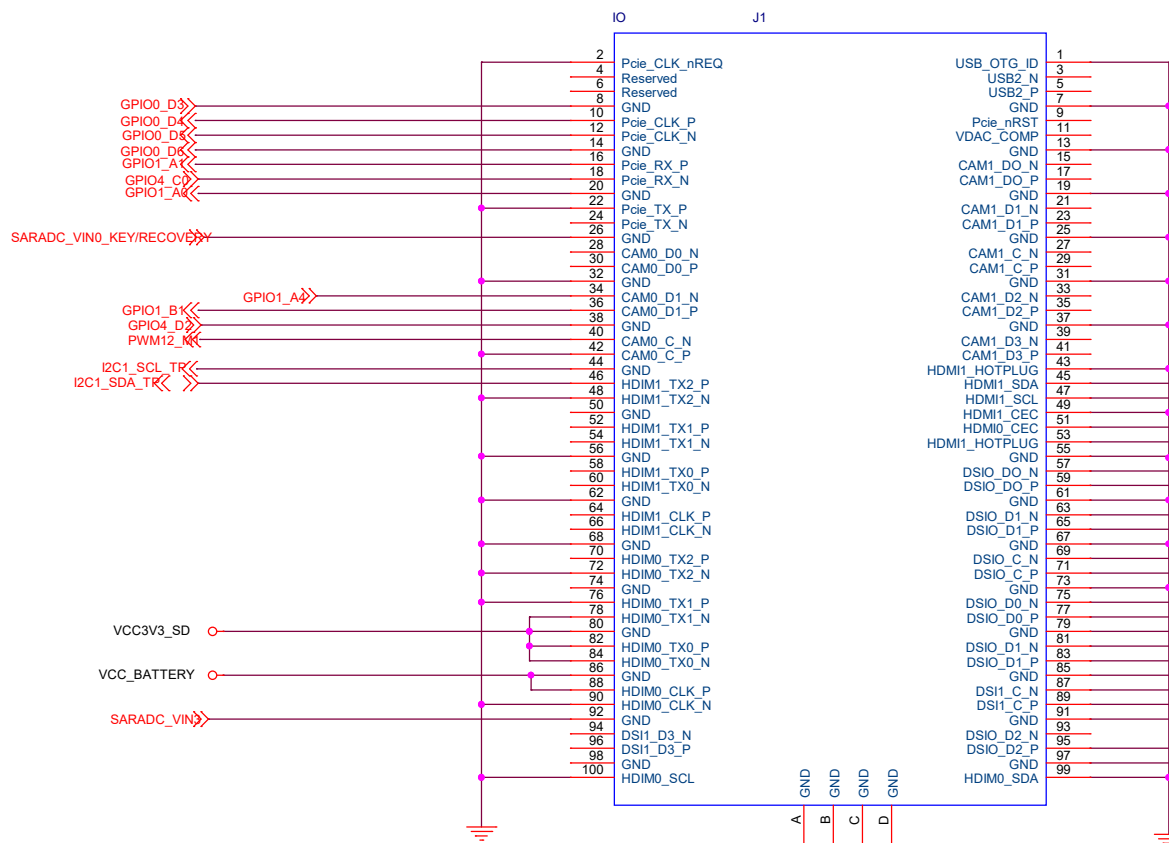 IO J1
2 Pcie_CLK_nREQ USB_OTG_ID 1
4 Reserved USB2_N 3
6 Reserved USB2_P 5
GPIO0_D3 8 GND GND 7
GPIO0_D4 10 Pcie_CLK_P Pcie_nRST 9
GPIO0_D5 12 Pcie_CLK_N VDAC_COMP 11
GPIO0_D6 14 GND GND 13
GPIO1_A1 16 Pcie_RX_P CAM1_DO_N 15
GPIO4_C0 18 Pcie_RX_N CAM1_DO_P 17
GPIO1_A0 20 GND GND 19
22 Pcie_TX_P CAM1_D1_N 21
24 Pcie_TX_N CAM1_D1_P 23
SARADC_VIN0_KEY/RECOVERY 26 GND GND 25
28 CAM0_D0_N CAM1_C_N 27
30 CAM0_D0_P CAM1_C_P 29
32 GND GND 31
GPIO1_A4 34 CAM0_D1_N CAM1_D2_N 33
GPIO1_B1 36 CAM0_D1_P CAM1_D2_P 35
GPIO4_D2 38 GND GND 37
PWM12_M1 40 CAM0_C_N CAM1_D3_N 39
42 CAM0_C_P CAM1_D3_P 41
I2C1_SCL_TP 44 GND HDMI1_HOTPLUG 43
I2C1_SDA_TP 46 HDIM1_TX2_P HDMI1_SDA 45
48 HDIM1_TX2_N HDMI1_SCL 47
50 GND HDMI1_CEC 49
52 HDIM1_TX1_P HDMI0_CEC 51
54 HDIM1_TX1_N HDMI1_HOTPLUG 53
56 GND GND 55
58 HDIM1_TX0_P DSIO_DO_N 57
60 HDIM1_TX0_N DSIO_DO_P 59
62 GND GND 61
64 HDIM1_CLK_P DSIO_D1_N 63
66 HDIM1_CLK_N DSIO_D1_P 65
68 GND GND 67
70 HDIM0_TX2_P DSIO_C_N 69
72 HDIM0_TX2_N DSIO_C_P 71
74 GND GND 73
76 HDIM0_TX1_P DSIO_D0_N 75
78 HDIM0_TX1_N DSIO_D0_P 77
VCC3V3_SD 80 GND GND 79
82 HDIM0_TX0_P DSIO_D1_N 81
84 HDIM0_TX0_N DSIO_D1_P 83
VCC_BATTERY 86 GND GND 85
88 HDIM0_CLK_P DSI1_C_N 87
90 HDIM0_CLK_N DSI1_C_P 89
SARADC_VIN3 92 GND GND 91
94 DSI1_D3_N DSIO_D2_N 93
96 DSI1_D3_P DSIO_D2_P 95
98 GND GND 97
100 HDIM0_SCL HDIM0_SDA 99
GND GND GND GND
A B C D